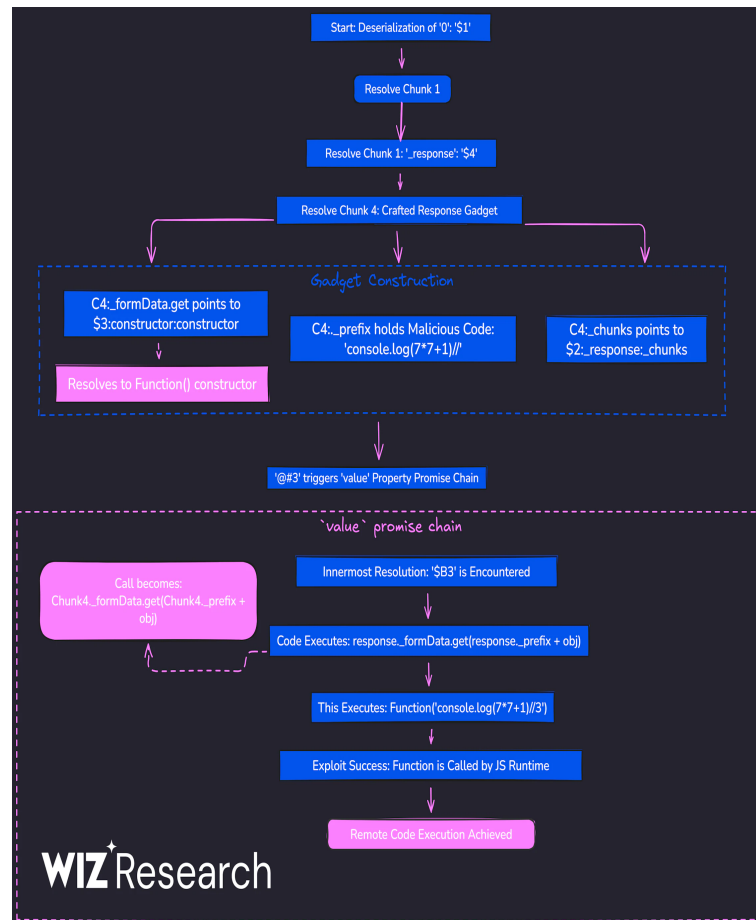 Start: Deserialization of '0': '$1'
Resolve Chunk 1
Resolve Chunk 1: '_response': '$4'
Resolve Chunk 4: Crafted Response Gadget
Gadget Construction
C4:_formData.get points to
$3:constructor:constructor
Resolves to Function() constructor
C4:._prefix holds Malicious Code:
'console.log(7*7+1)//'
C4:_chunks points to
$2:_response:_chunks
'@#3' triggers 'value' Property Promise Chain
`value` promise chain
Innermost Resolution: '$B3' is Encountered
Call becomes:
Chunk4._formData.get(Chunk4._prefix +
obj)
Code Executes: response._formData.get(response._prefix + obj)
This Executes: Function('console.log(7*7+1)//3')
Exploit Success: Function is Called by JS Runtime
Remote Code Execution Achieved
WIZ Research